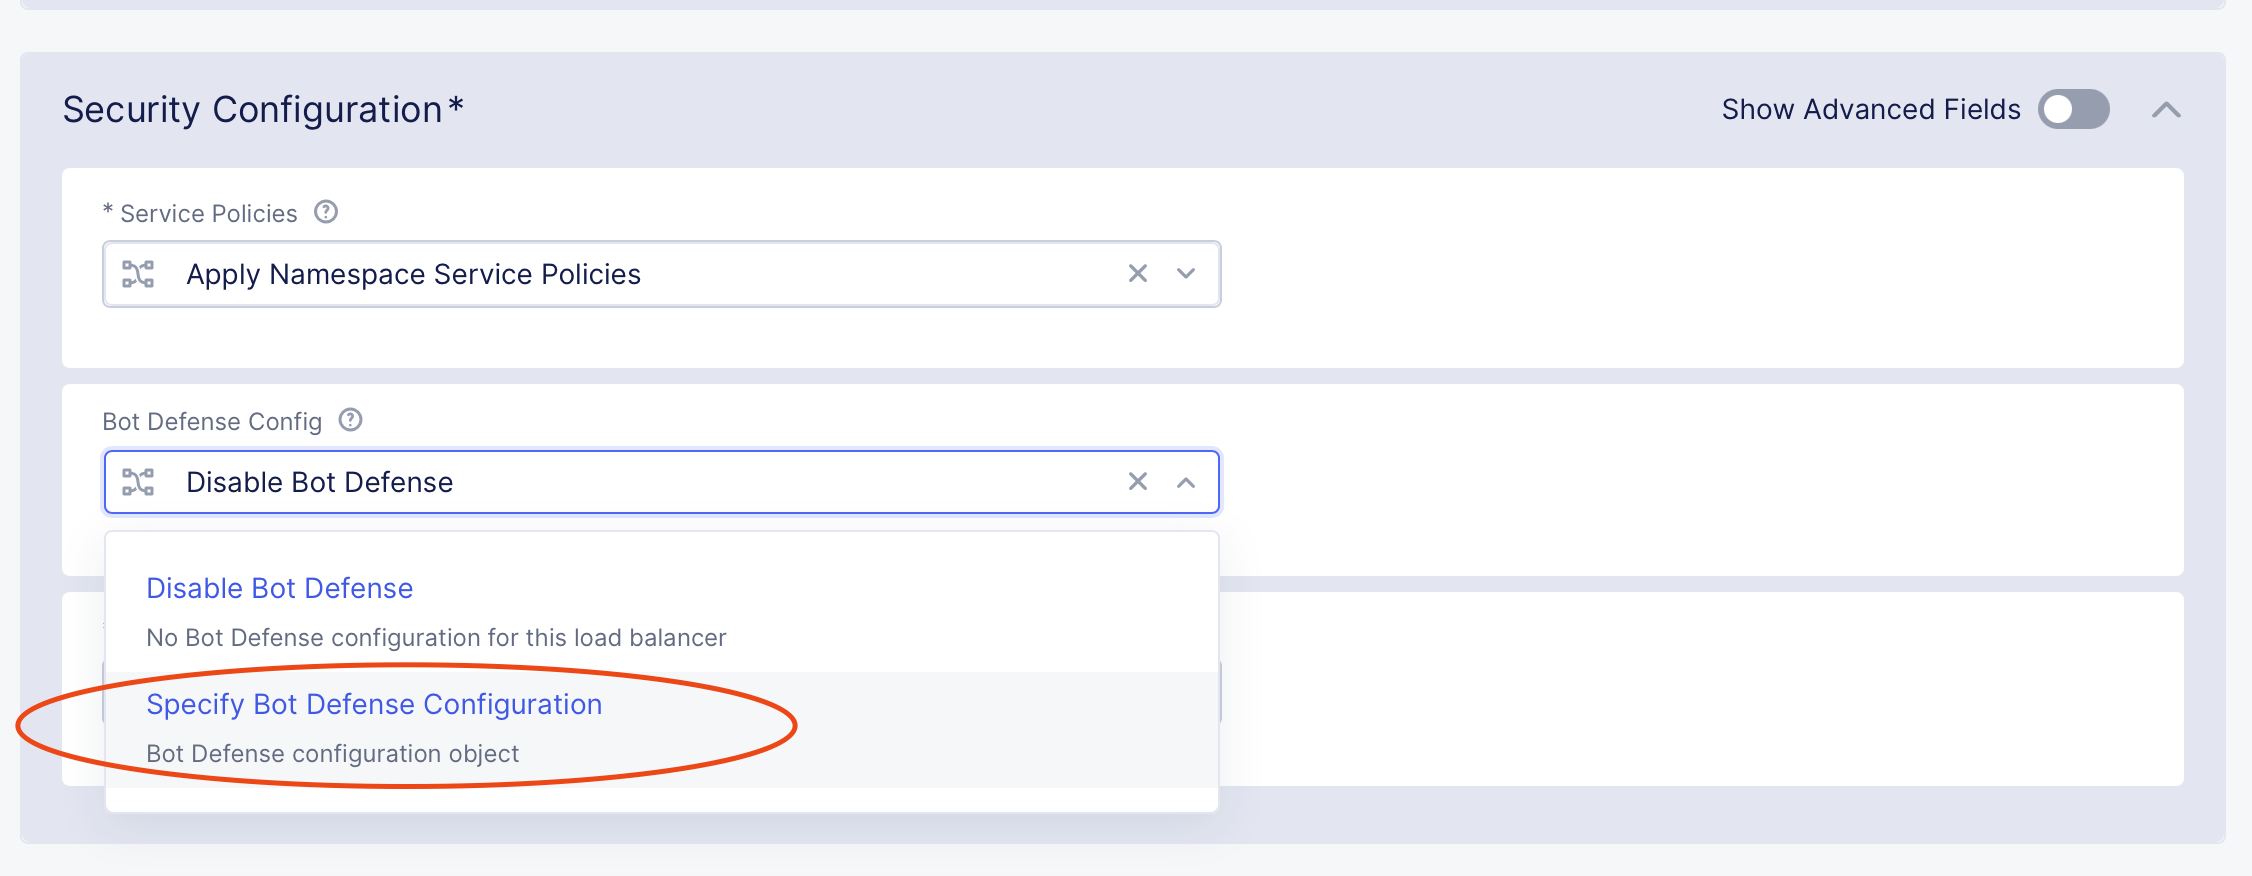 Security Configuration*
Show Advanced Fields
* Service Policies
Apply Namespace Service Policies
Bot Defense Config
Disable Bot Defense
Disable Bot Defense
No Bot Defense configuration for this load balancer
Specify Bot Defense Configuration
Bot Defense configuration object